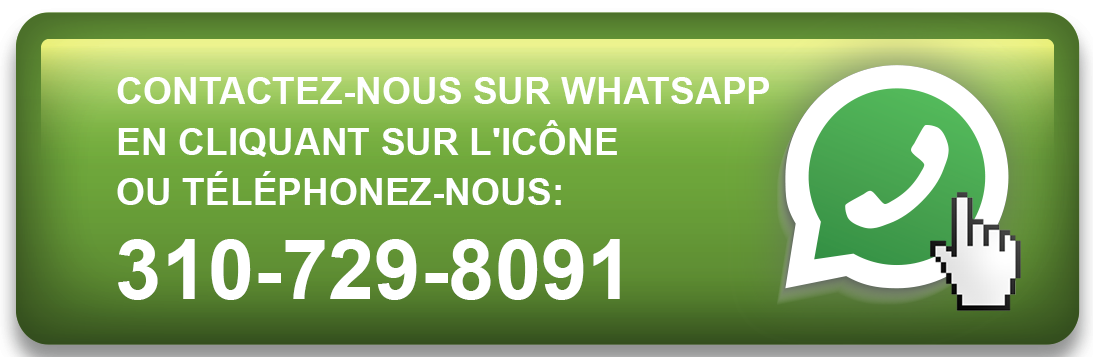 CONTACTEZ-NOUS SUR WHATSAPP
EN CLIQUANT SUR L'ICÔNE
OU TÉLÉPHONEZ-NOUS:
310-729-8091